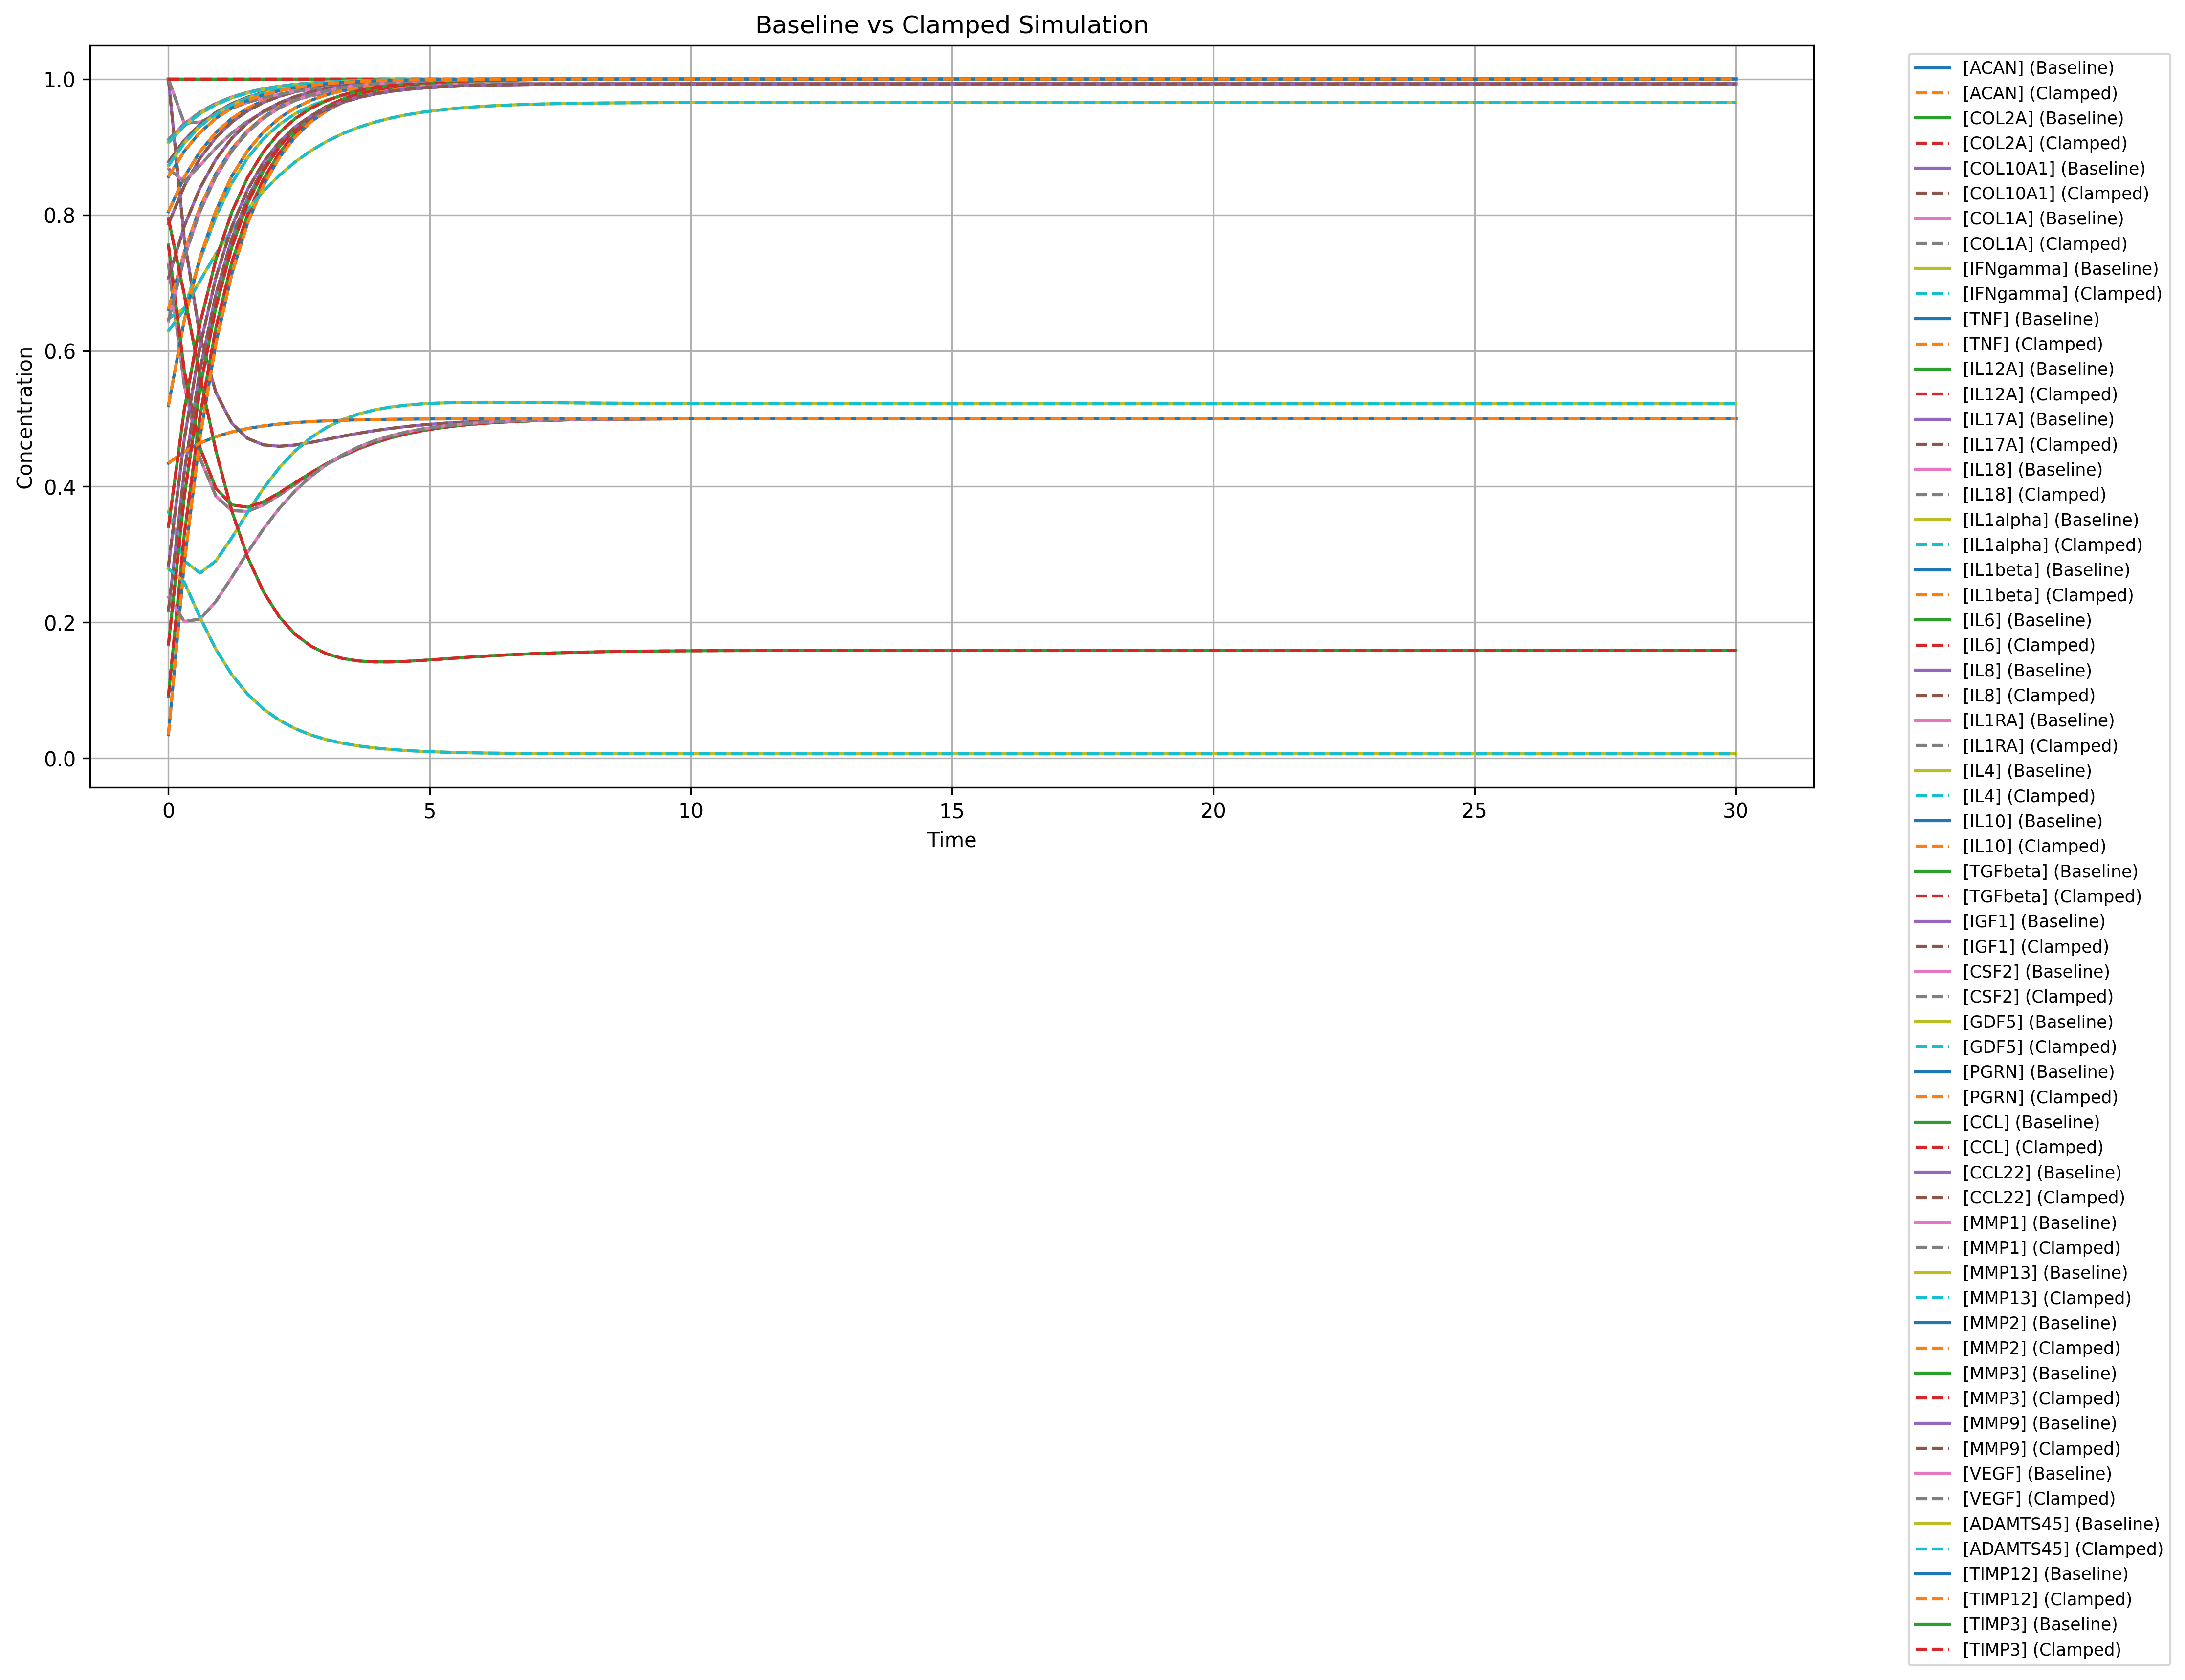 Baseline vs Clamped Simulation
Concentration
1.0
0.8
0.6
0.4
0.2
0.0
0
5
10
15
20
25
30
Time
[ACAN] (Baseline)
[ACAN] (Clamped)
[COL2A] (Baseline)
[COL2A] (Clamped)
[COL10A1] (Baseline)
[COL10A1] (Clamped)
[COL1A] (Baseline)
[COL1A] (Clamped)
[IFNgamma] (Baseline)
[IFNgamma] (Clamped)
[TNF] (Baseline)
[TNF] (Clamped)
[IL12A] (Baseline)
[IL12A] (Clamped)
[IL17A] (Baseline)
[IL17A] (Clamped)
[IL18] (Baseline)
[IL18] (Clamped)
[IL1alpha] (Baseline)
[IL1alpha] (Clamped)
[IL1beta] (Baseline)
[IL1beta] (Clamped)
[IL6] (Baseline)
[IL6] (Clamped)
[IL8] (Baseline)
[IL8] (Clamped)
[IL1RA] (Baseline)
[IL1RA] (Clamped)
[IL4] (Baseline)
[IL4] (Clamped)
[IL10] (Baseline)
[IL10] (Clamped)
[TGFbeta] (Baseline)
[TGFbeta] (Clamped)
[IGF1] (Baseline)
[IGF1] (Clamped)
[CSF2] (Baseline)
[CSF2] (Clamped)
[GDF5] (Baseline)
[GDF5] (Clamped)
[PGRN] (Baseline)
[PGRN] (Clamped)
[CCL] (Baseline)
[CCL] (Clamped)
[CCL22] (Baseline)
[CCL22] (Clamped)
[MMP1] (Baseline)
[MMP1] (Clamped)
[MMP13] (Baseline)
[MMP13] (Clamped)
[MMP2] (Baseline)
[MMP2] (Clamped)
[MMP3] (Baseline)
[MMP3] (Clamped)
[MMP9] (Baseline)
[MMP9] (Clamped)
[VEGF] (Baseline)
[VEGF] (Clamped)
[ADAMTS45] (Baseline)
[ADAMTS45] (Clamped)
[TIMP12] (Baseline)
[TIMP12] (Clamped)
[TIMP3] (Baseline)
[TIMP3] (Clamped)